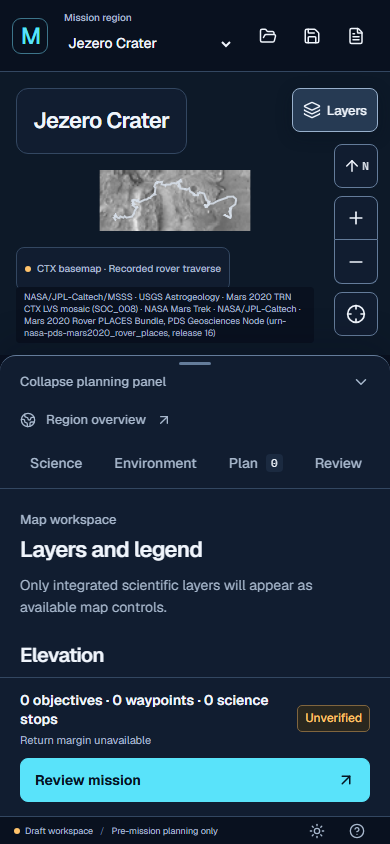 M
Mission region
Jezero Crater
Jezero Crater
Layers
N
CTX basemap · Recorded rover traverse
NASA/JPL-Caltech/MSSS · USGS Astrogeology · Mars 2020 TRN
CTX LVS mosaic (SOC_008) · NASA Mars Trek · NASA/JPL-Caltech ·
Mars 2020 Rover PLACES Bundle, PDS Geosciences Node (urn-
nasa-pds-mars2020_rover_places, release 16)
Collapse planning panel
Region overview
Science Environment Plan 0 Review
Map workspace
Layers and legend
Only integrated scientific layers will appear as
available map controls.
Elevation
0 objectives · 0 waypoints · 0 science
stops
Unverified
Return margin unavailable
Review mission
Draft workspace / Pre-mission planning only